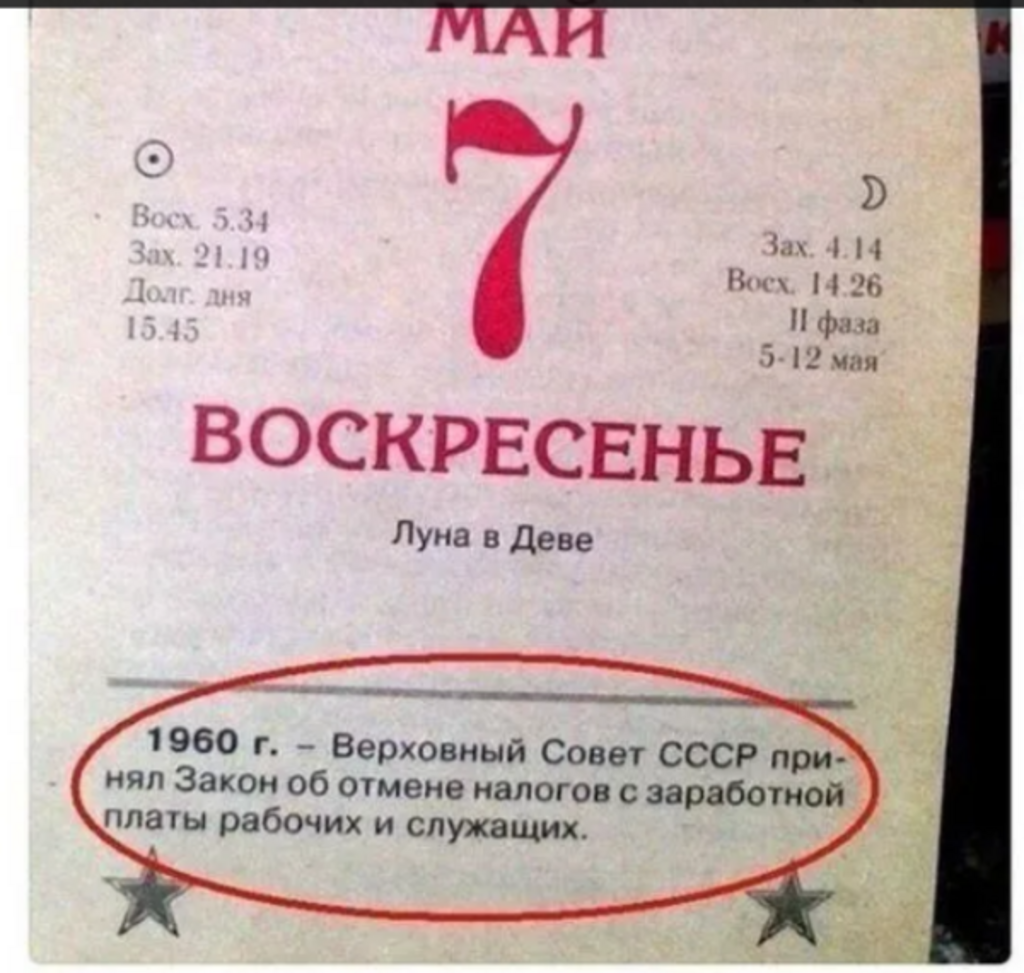 МАЙ
7
Восх. 5.34
Зах. 21.19
Долг. дня
15.45
Зах. 4.14
Восх. 14.26
II фаза
5-12 мая
ВОСКРЕСЕНЬЕ
Луна в Деве
1960 г. – Верховный Совет СССР при-
нял Закон об отмене налогов с заработной
платы рабочих и служащих.